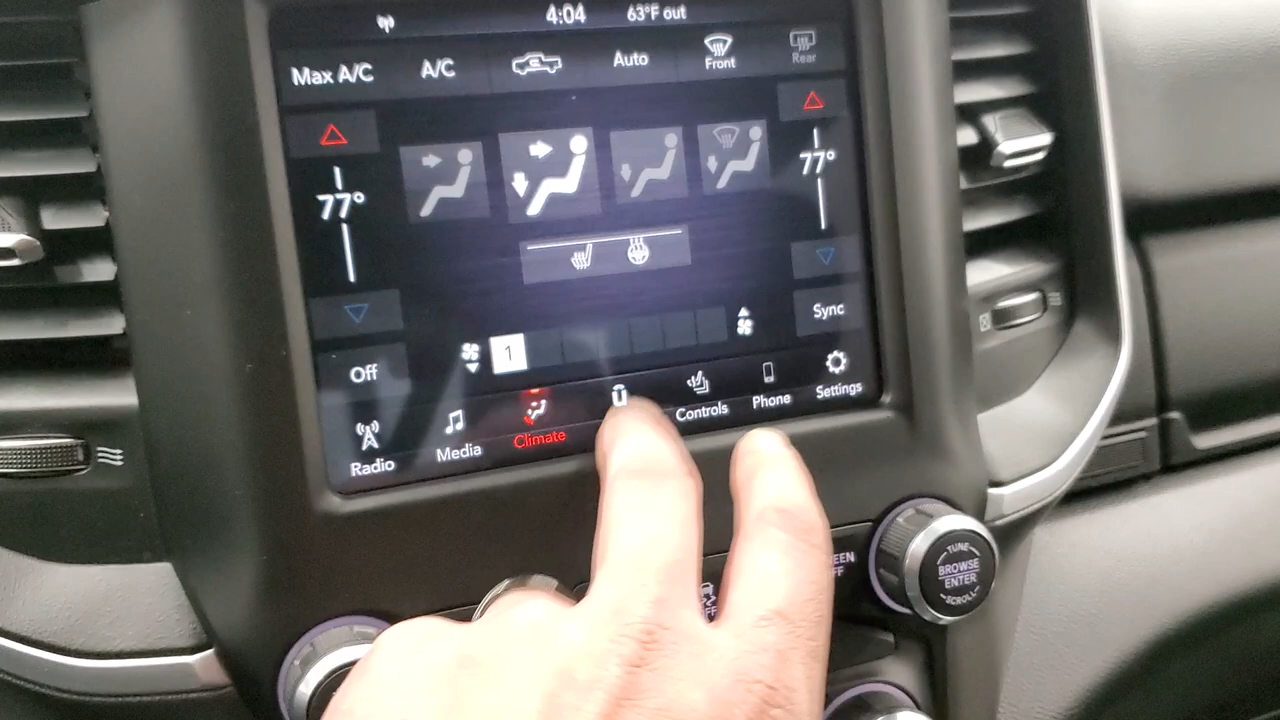 4:04 63°F out
Max A/C A/C Auto Front Rear
77° 77°
Sync
1
Off
Radio Media Climate Controls Phone Settings
TUNE
BROWSE
ENTER
SCROLL